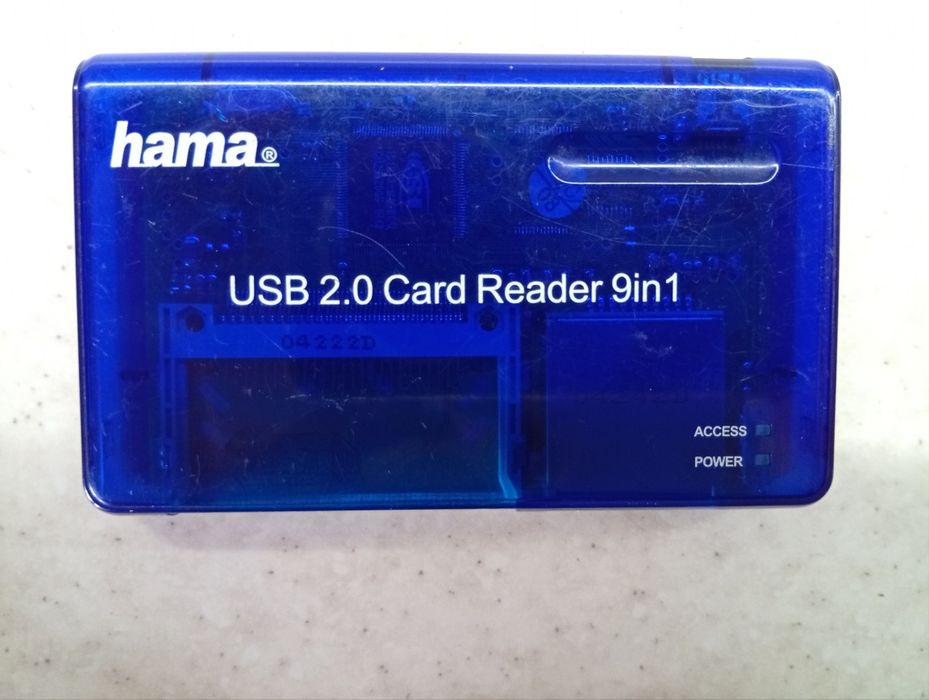 hama®
USB 2.0 Card Reader 9in1
04222D
ACCESS
POWER